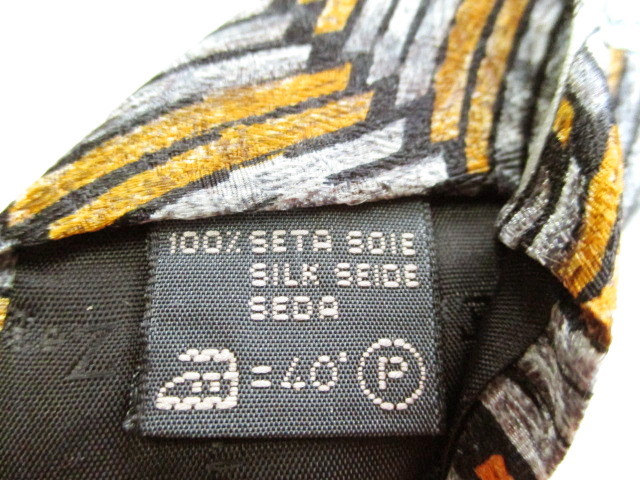 100% SETA SOIE
SILK SEIDE
SEDA
= 40° P